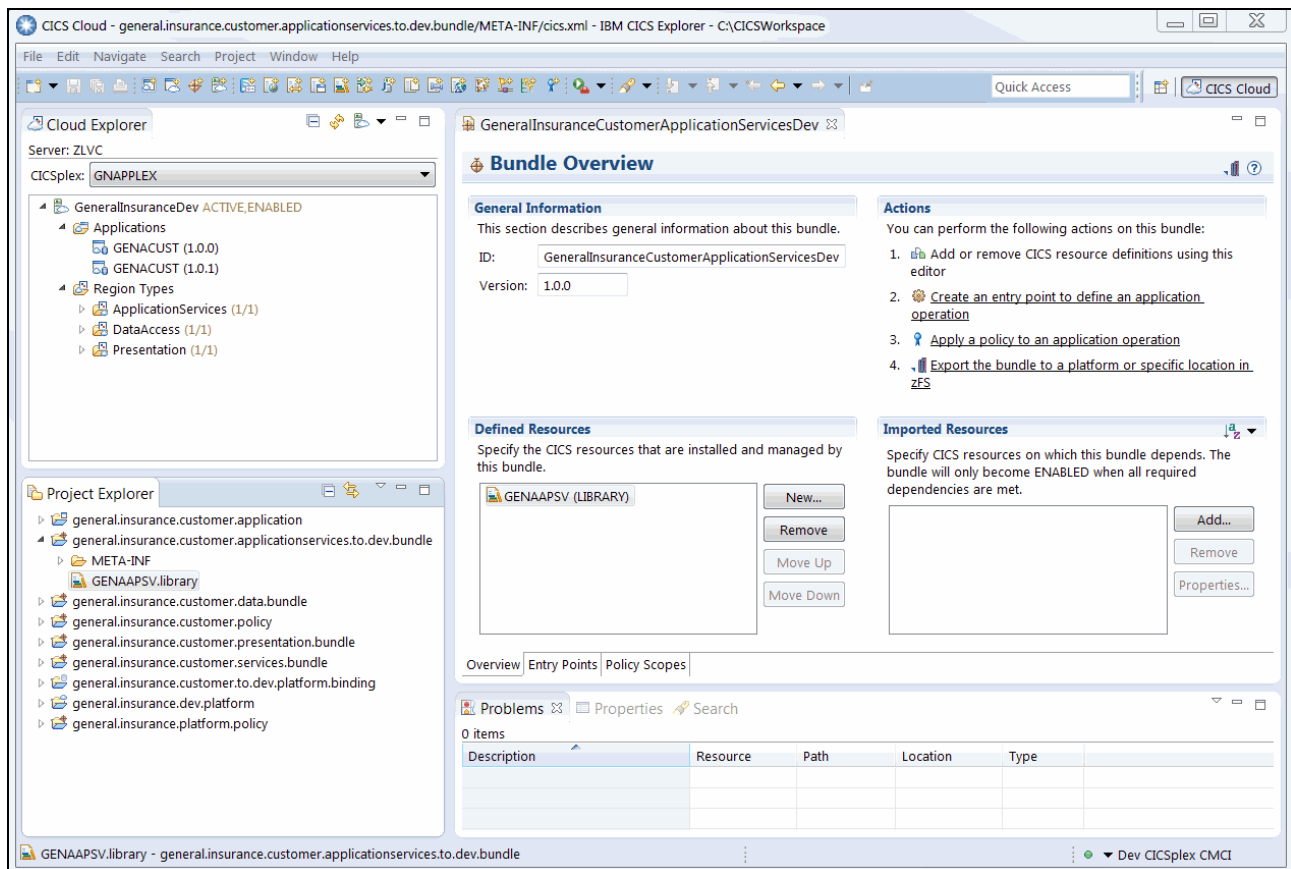 CICS Cloud - general.insurance.customer.applicationservices.to.dev.bundle/META-INF/cics.xml - IBM CICS Explorer - C:\CICSWorkspace
File Edit Navigate Search Project Window Help
Quick Access
CICS Cloud
Cloud Explorer
Server: ZLVC
CICSplex: GNAPPLEX
GeneralInsuranceDev ACTIVE,ENABLED
Applications
GENACUST (1.0.0)
GENACUST (1.0.1)
Region Types
ApplicationServices (1/1)
DataAccess (1/1)
Presentation (1/1)
Project Explorer
general.insurance.customer.application
general.insurance.customer.applicationservices.to.dev.bundle
META-INF
GENAAPSV.library
general.insurance.customer.data.bundle
general.insurance.customer.policy
general.insurance.customer.presentation.bundle
general.insurance.customer.services.bundle
general.insurance.customer.to.dev.platform.binding
general.insurance.dev.platform
general.insurance.platform.policy
GeneralInsuranceCustomerApplicationServicesDev
Bundle Overview
General Information
This section describes general information about this bundle.
ID: GeneralInsuranceCustomerApplicationServicesDev
Version: 1.0.0
Actions
You can perform the following actions on this bundle:
1. Add or remove CICS resource definitions using this
editor
2. Create an entry point to define an application
operation
3. Apply a policy to an application operation
4. Export the bundle to a platform or specific location in
zFS
Defined Resources
Specify the CICS resources that are installed and managed by
this bundle.
GENAAPSV (LIBRARY)
New...
Remove
Move Up
Move Down
Imported Resources
Specify CICS resources on which this bundle depends. The
bundle will only become ENABLED when all required
dependencies are met.
Add...
Remove
Properties...
Overview Entry Points Policy Scopes
Problems Properties Search
0 items
Description Resource Path Location Type
GENAAPSV.library - general.insurance.customer.applicationservices.to.dev.bundle
Dev CICSplex CMCI